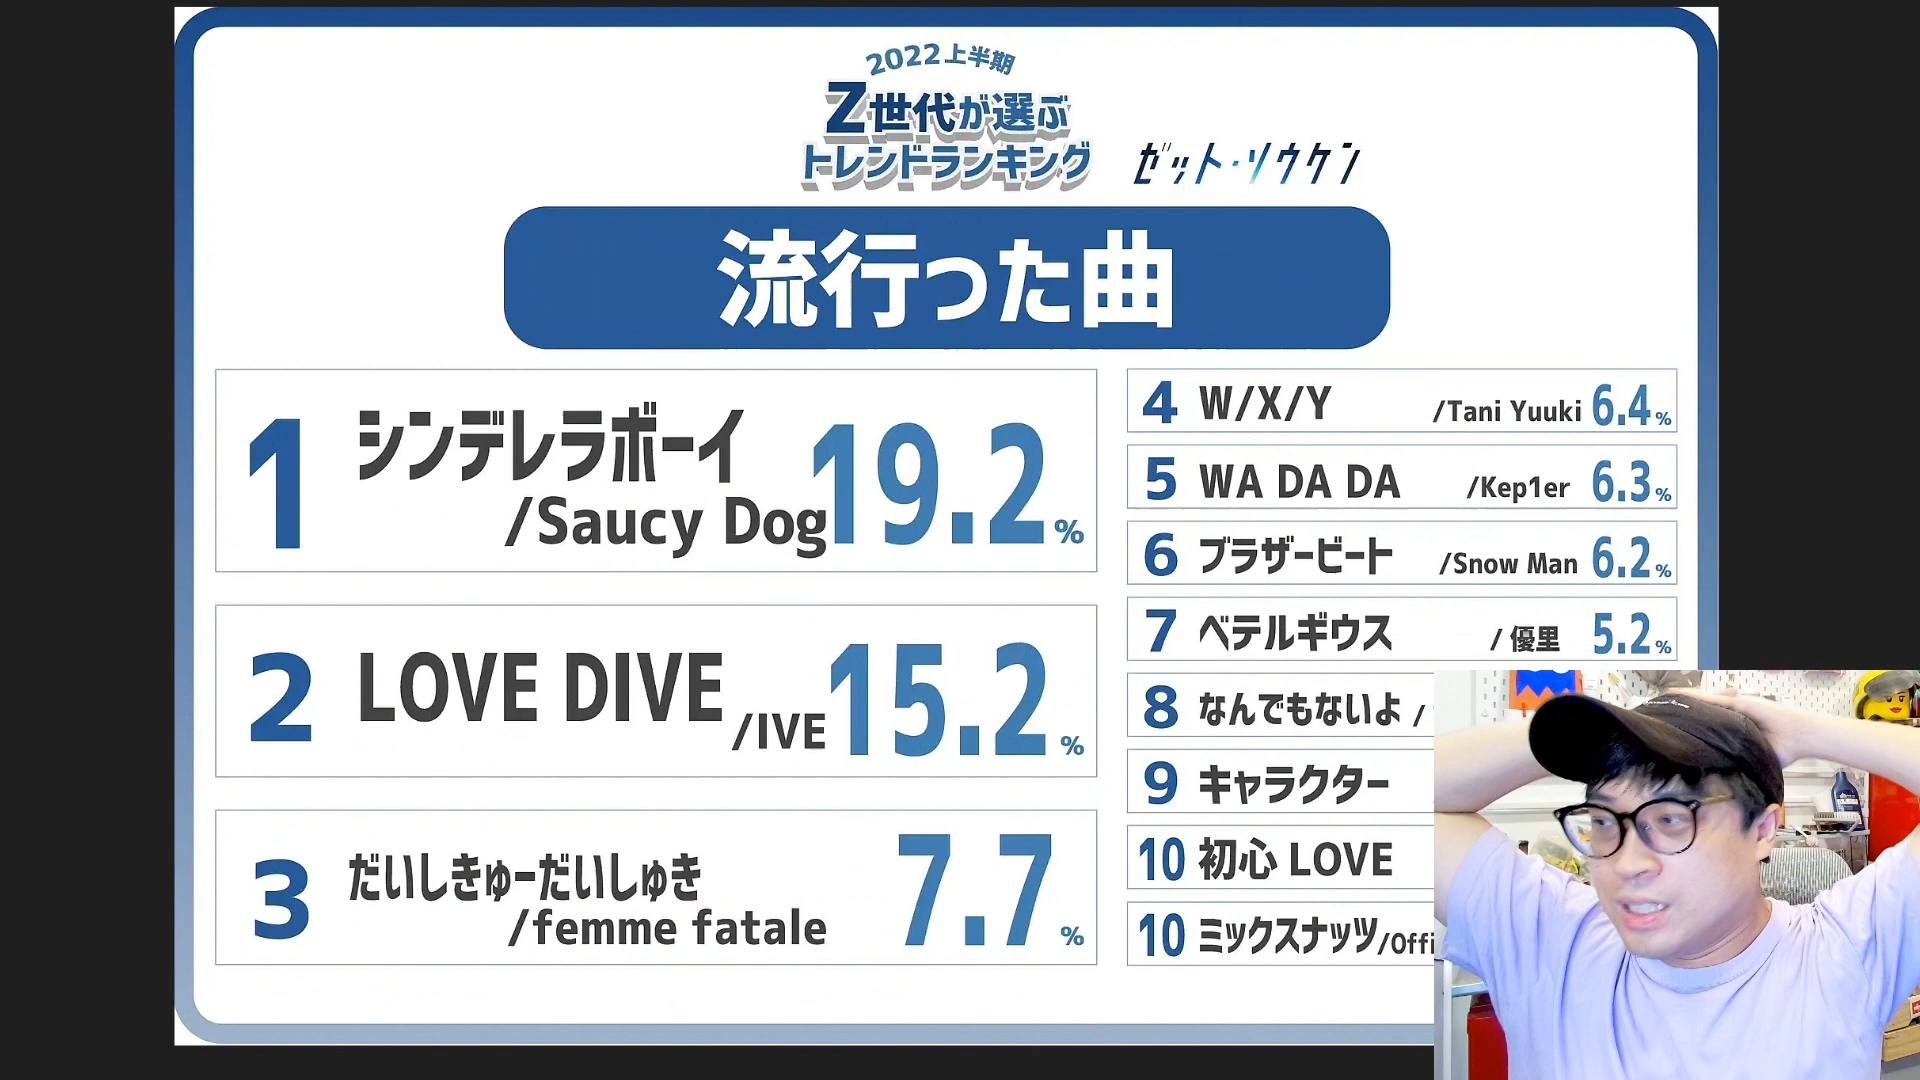 2022上半期
Z世代が選ぶ
トレンドランキング
ゼット・ソウケン
流行った曲
1 シンデレラボーイ
/Saucy Dog 19.2%
2 LOVE DIVE /IVE 15.2%
3 だいしきゅーだいしゅき
/femme fatale 7.7%
4 W/X/Y /Tani Yuuki 6.4%
5 WA DA DA /Kep1er 6.3%
6 ブラザービート /Snow Man 6.2%
7 ベテルギウス /優里 5.2%
8 なんでもないよ /
9 キャラクター
10 初心 LOVE
10 ミックスナッツ/Offi